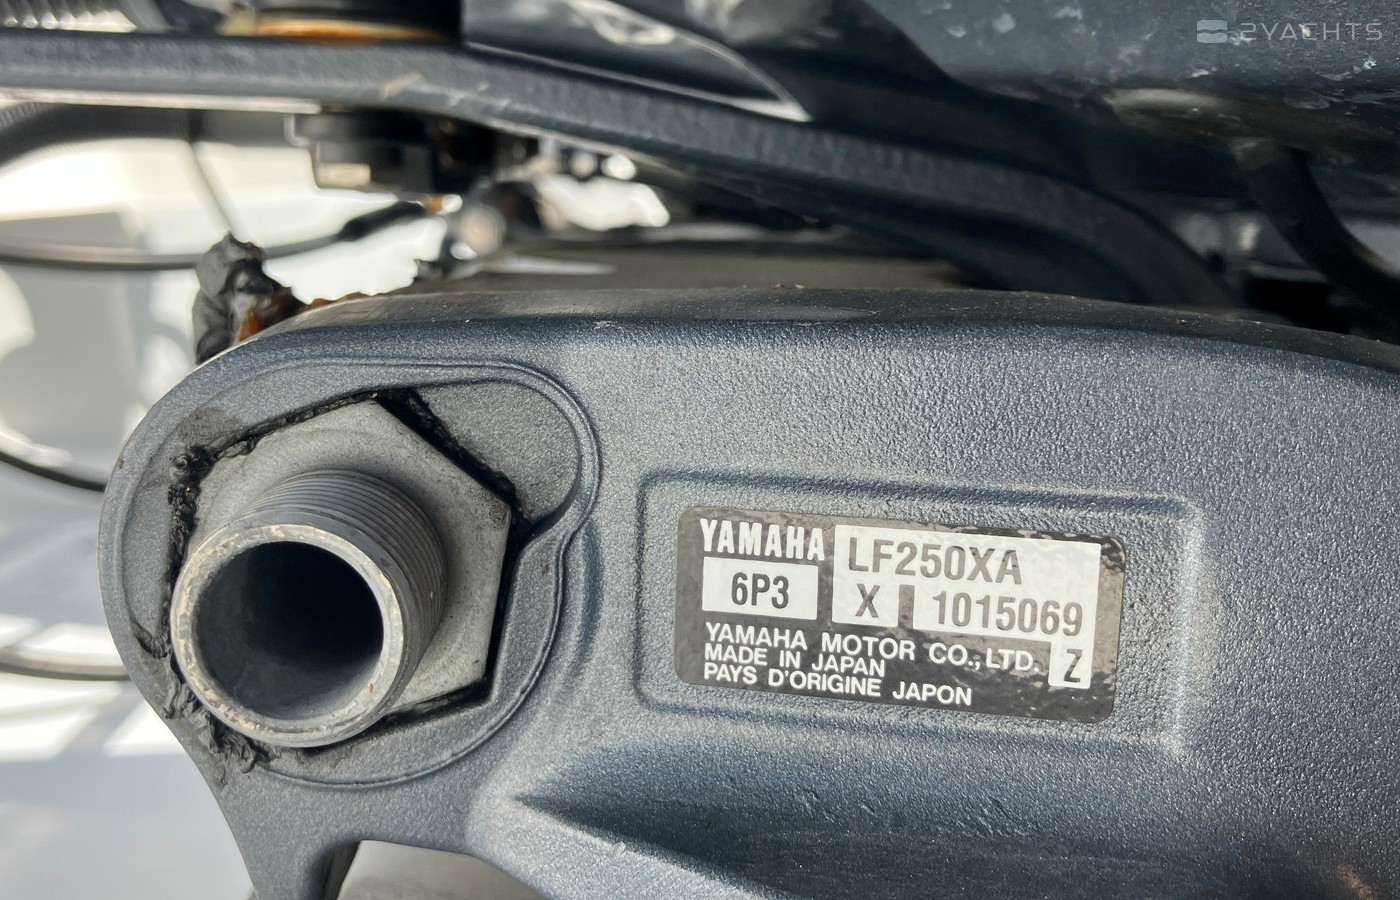 2YACHTS
YAMAHA
LF250XA
6P3
X 1015069
YAMAHA MOTOR CO., LTD.
MADE IN JAPAN
PAYS D'ORIGINE JAPON
Z